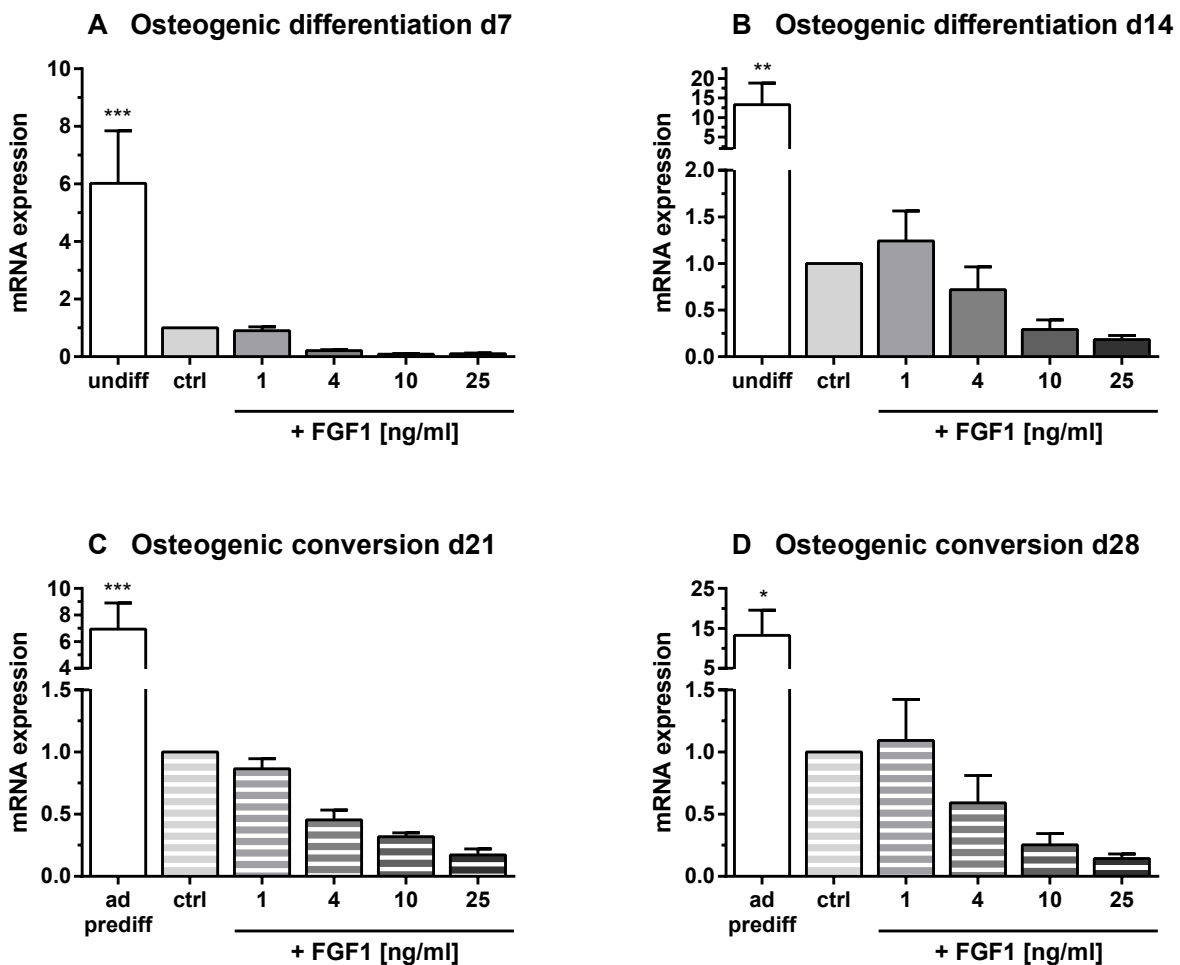 A Osteogenic differentiation d7
mRNA expression
10
8
6
4
2
0
***
undiff ctrl 1 4 10 25
+ FGF1 [ng/ml]
B Osteogenic differentiation d14
mRNA expression
20
15
10
5
2.0
1.5
1.0
0.5
0.0
**
undiff ctrl 1 4 10 25
+ FGF1 [ng/ml]
C Osteogenic conversion d21
mRNA expression
10
9
8
7
6
5
4
1.5
1.0
0.5
0.0
***
ad ctrl 1 4 10 25
prediff
+ FGF1 [ng/ml]
D Osteogenic conversion d28
mRNA expression
25
15
5
1.5
1.0
0.5
0.0
*
ad ctrl 1 4 10 25
prediff
+ FGF1 [ng/ml]